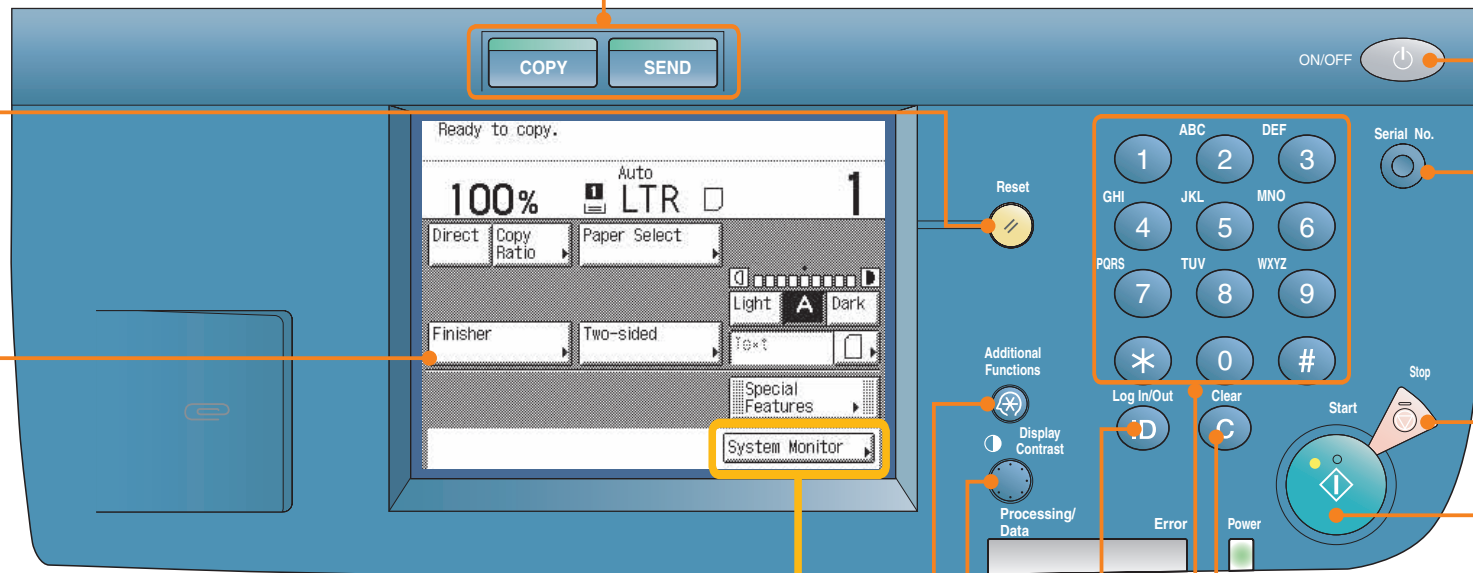 COPY SEND
ON/OFF
Ready to copy.
Auto
100% 1 LTR 1
Direct Copy Ratio Paper Select
Light A Dark
Finisher Two-sided
Text
Special
Features
System Monitor
Reset
Additional
Functions
Display
Contrast
Processing/
Data
Error Power
ABC DEF
1 2 3
GHI JKL MNO
4 5 6
PQRS TUV WXYZ
7 8 9
* 0 #
Log In/Out Clear
ID C
Serial No.
Stop
Start